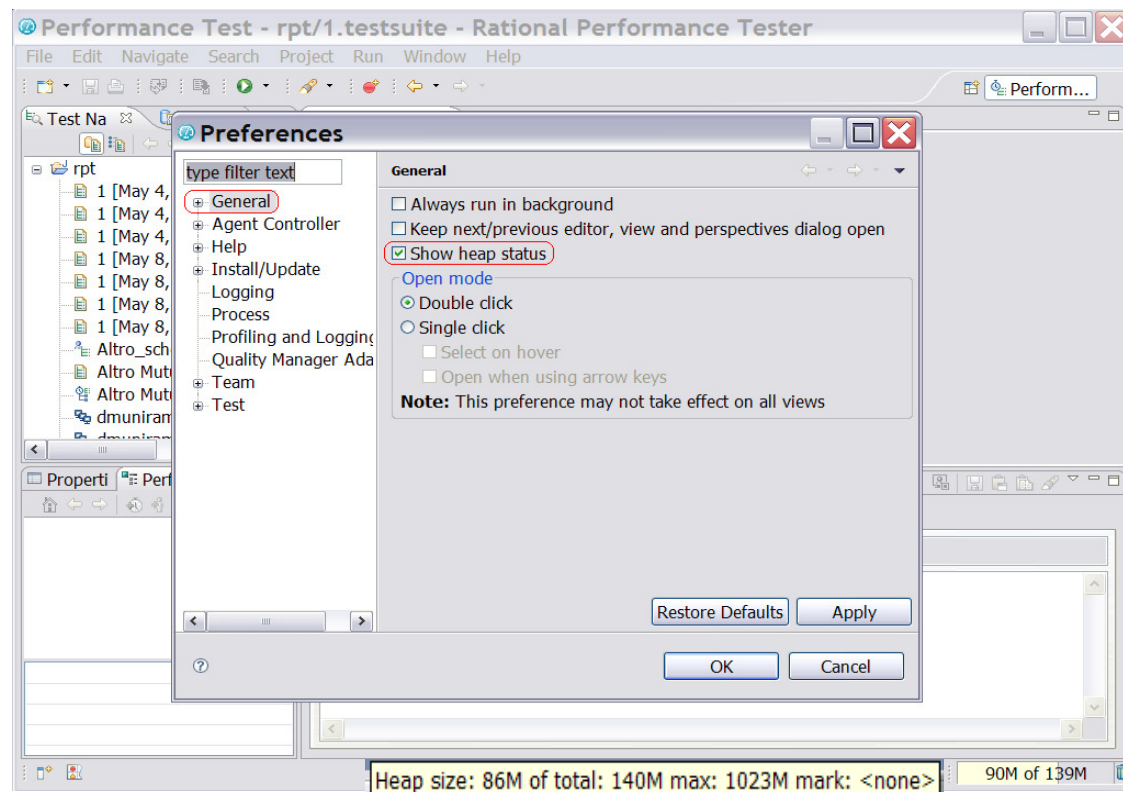 Performance Test - rpt/1.testsuite - Rational Performance Tester
File Edit Navigate Search Project Run Window Help
Perform...
Test Na
rpt
1 [May 4,
1 [May 4,
1 [May 4,
1 [May 8,
1 [May 8,
1 [May 8,
1 [May 8,
Altro_sch
Altro Mut
Altro Mut
dmuniram
Preferences
type filter text
General
Agent Controller
Help
Install/Update
Logging
Process
Profiling and Logging
Quality Manager Ada
Team
Test
General
Always run in background
Keep next/previous editor, view and perspectives dialog open
Show heap status
Open mode
Double click
Single click
Select on hover
Open when using arrow keys
Note: This preference may not take effect on all views
Restore Defaults Apply
OK Cancel
Properti Perf
Heap size: 86M of total: 140M max: 1023M mark: <none>
90M of 139M